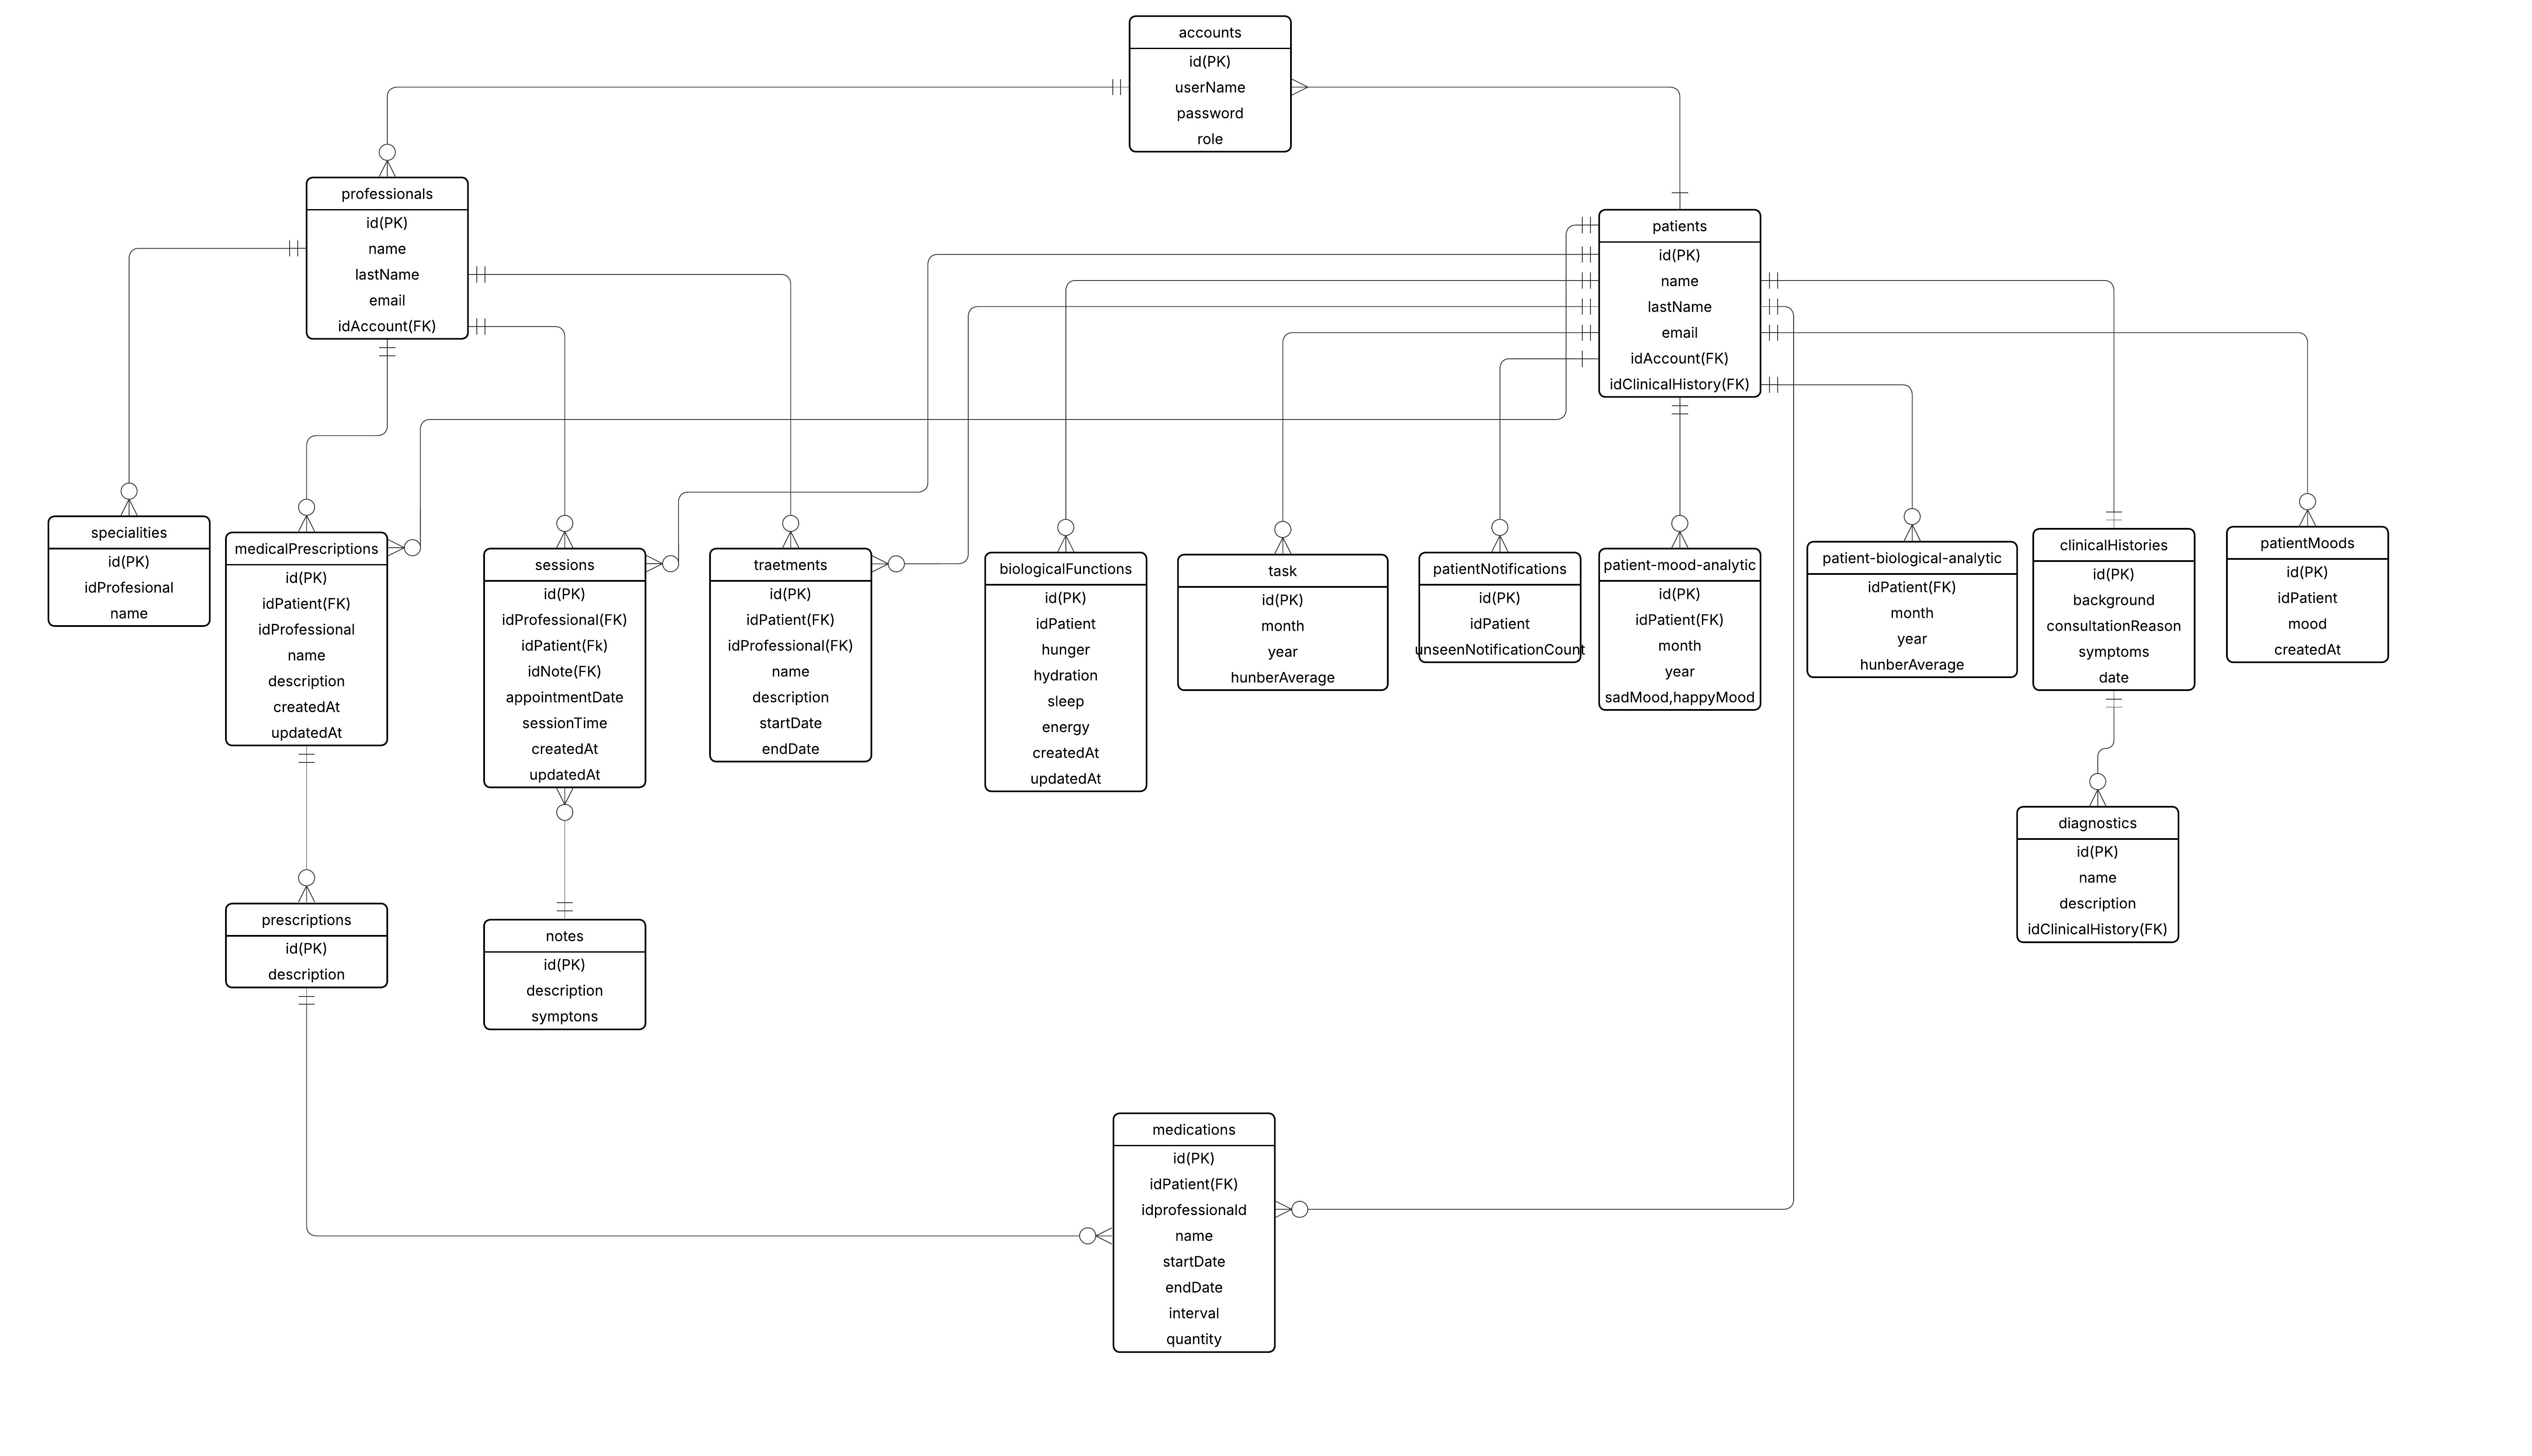 accounts
id(PK)
userName
password
role
professionals
id(PK)
name
lastName
email
idAccount(FK)
patients
id(PK)
name
lastName
email
idAccount(FK)
idClinicalHistory(FK)
specialities
id(PK)
idProfesional
name
medicalPrescriptions
id(PK)
idPatient(FK)
idProfessional
name
description
createdAt
updatedAt
sessions
id(PK)
idProfessional(FK)
idPatient(Fk)
idNote(FK)
appointmentDate
sessionTime
createdAt
updatedAt
traetments
id(PK)
idPatient(FK)
idProfessional(FK)
name
description
startDate
endDate
biologicalFunctions
id(PK)
idPatient
hunger
hydration
sleep
energy
createdAt
updatedAt
task
id(PK)
month
year
hunberAverage
patientNotifications
id(PK)
idPatient
unseenNotificationCount
patient-mood-analytic
id(PK)
idPatient(FK)
month
year
sadMood,happyMood
patient-biological-analytic
idPatient(FK)
month
year
hunberAverage
clinicalHistories
id(PK)
background
consultationReason
symptoms
date
patientMoods
id(PK)
idPatient
mood
createdAt
diagnostics
id(PK)
name
description
idClinicalHistory(FK)
prescriptions
id(PK)
description
notes
id(PK)
description
symptons
medications
id(PK)
idPatient(FK)
idprofessionald
name
startDate
endDate
interval
quantity